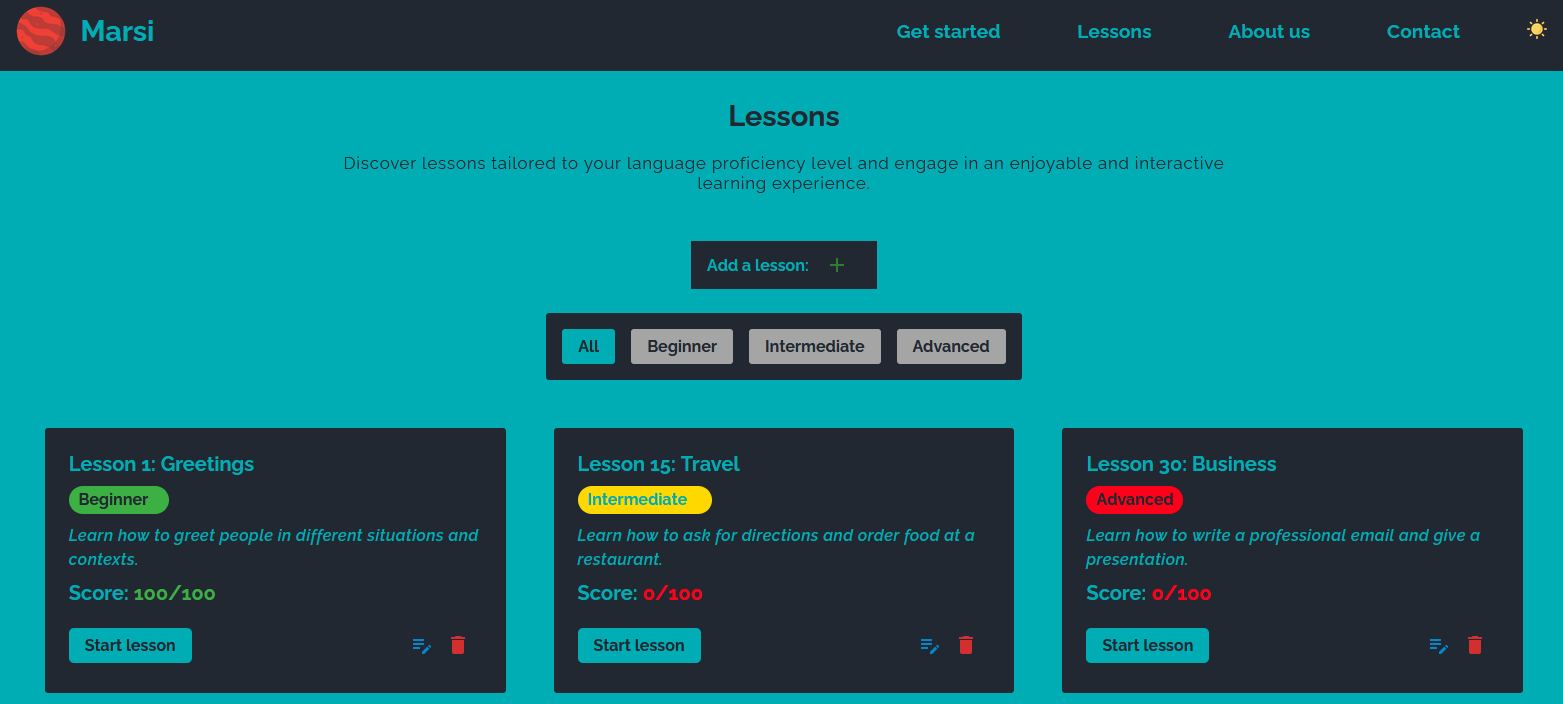 Marsi
Get started
Lessons
About us
Contact
Lessons
Discover lessons tailored to your language proficiency level and engage in an enjoyable and interactive
learning experience.
Add a lesson:
All
Beginner
Intermediate
Advanced
Lesson 1: Greetings
Beginner
Learn how to greet people in different situations and
contexts.
Score: 100/100
Start lesson
Lesson 15: Travel
Intermediate
Learn how to ask for directions and order food at a
restaurant.
Score: 0/100
Start lesson
Lesson 30: Business
Advanced
Learn how to write a professional email and give a
presentation.
Score: 0/100
Start lesson